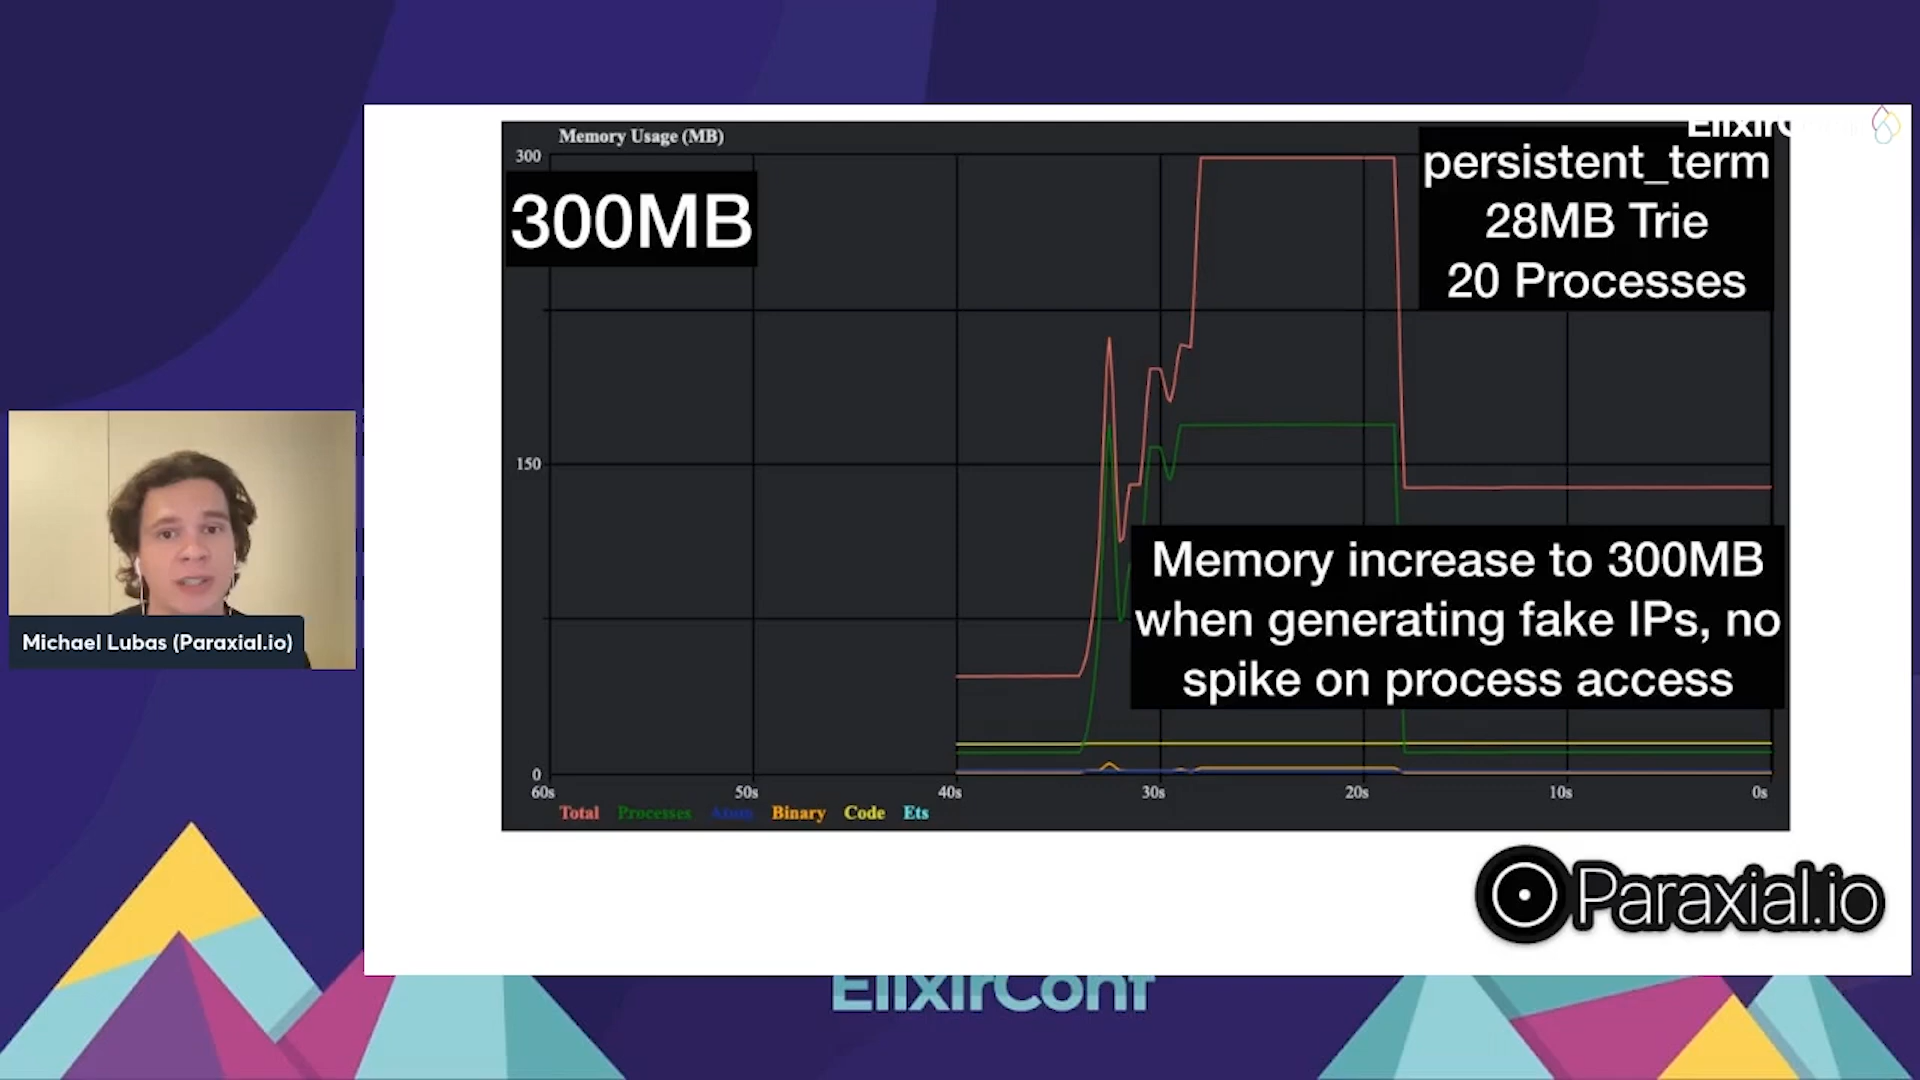 Memory Usage (MB)
300
300MB
150
0
60s 50s 40s 30s 20s 10s 0s
Total Processes Atom Binary Code Ets
persistent_term
28MB Trie
20 Processes
Memory increase to 300MB
when generating fake IPs, no
spike on process access
Michael Lubas (Paraxial.io)
Paraxial.io
ElixirConf